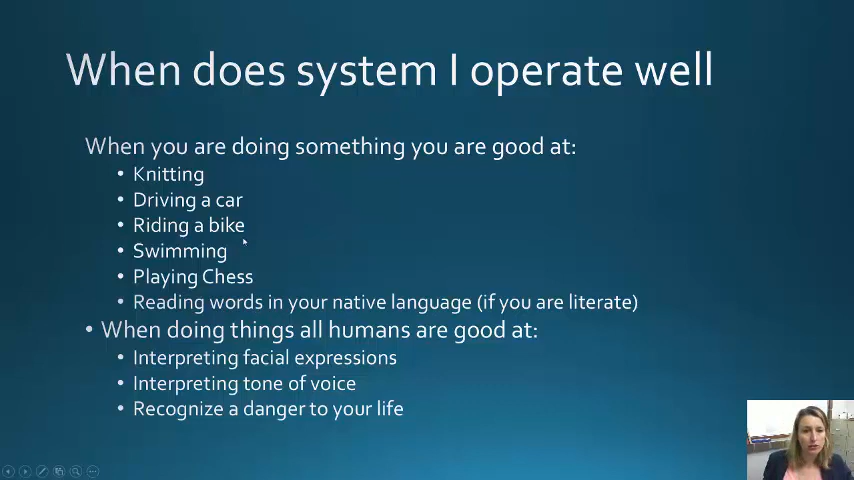 When does system I operate well
When you are doing something you are good at:
• Knitting
• Driving a car
• Riding a bike
• Swimming
• Playing Chess
• Reading words in your native language (if you are literate)
• When doing things all humans are good at:
• Interpreting facial expressions
• Interpreting tone of voice
• Recognize a danger to your life